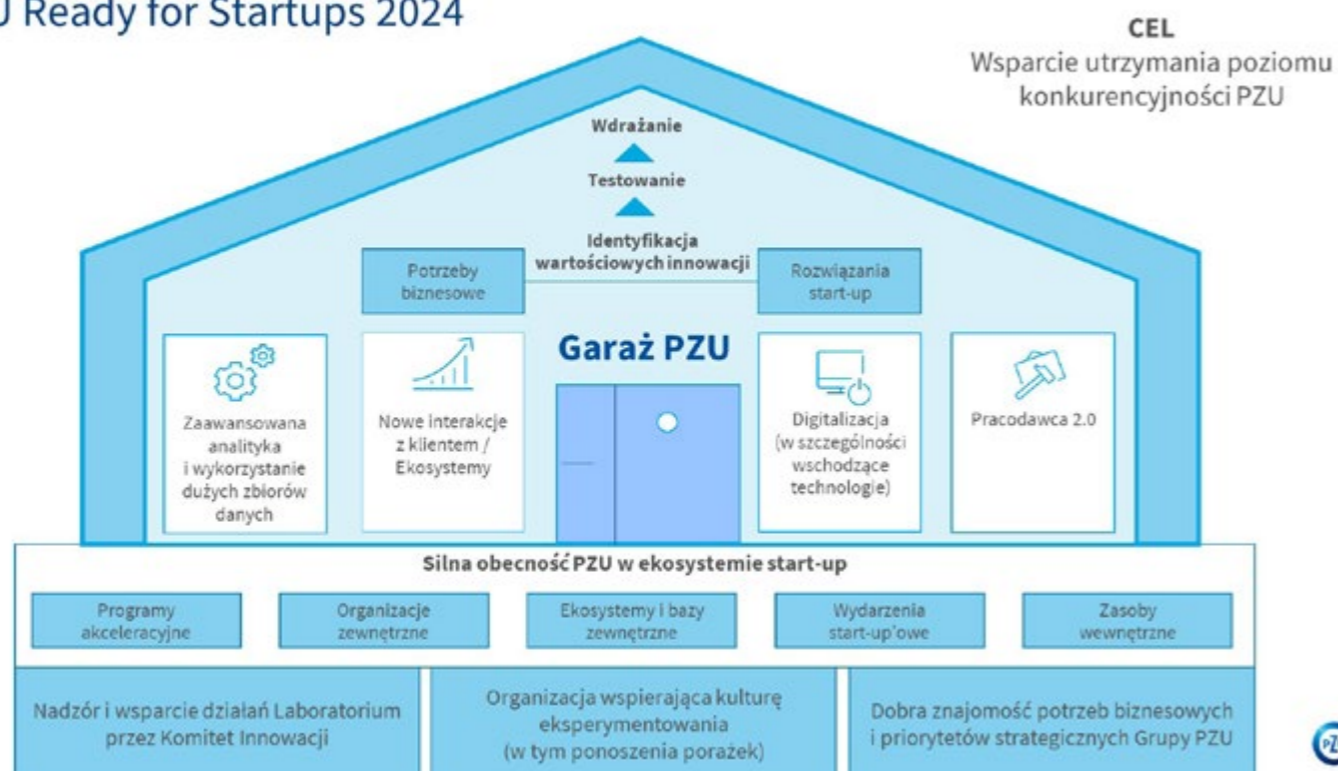 J Ready for Startups 2024
CEL
Wsparcie utrzymania poziomu
konkurencyjności PZU
Wdrażanie
Testowanie
Identyfikacja
wartościowych innowacji
Potrzeby
biznesowe
Rozwiązania
start-up
Garaż PZU
Zaawansowana
analityka
i wykorzystanie
dużych zbiorów
danych
Nowe interakcje
z klientem /
Ekosystemy
Digitalizacja
(w szczególności
wschodzące
technologie)
Pracodawca 2.0
Silna obecność PZU w ekosystemie start-up
Programy
akceleracyjne
Organizacje
zewnętrzne
Ekosystemy i bazy
zewnętrzne
Wydarzenia
start-up'owe
Zasoby
wewnętrzne
Nadzór i wsparcie działań Laboratorium
przez Komitet Innowacji
Organizacja wspierająca kulturę
eksperymentowania
(w tym ponoszenia porażek)
Dobra znajomość potrzeb biznesowych
i priorytetów strategicznych Grupy PZU